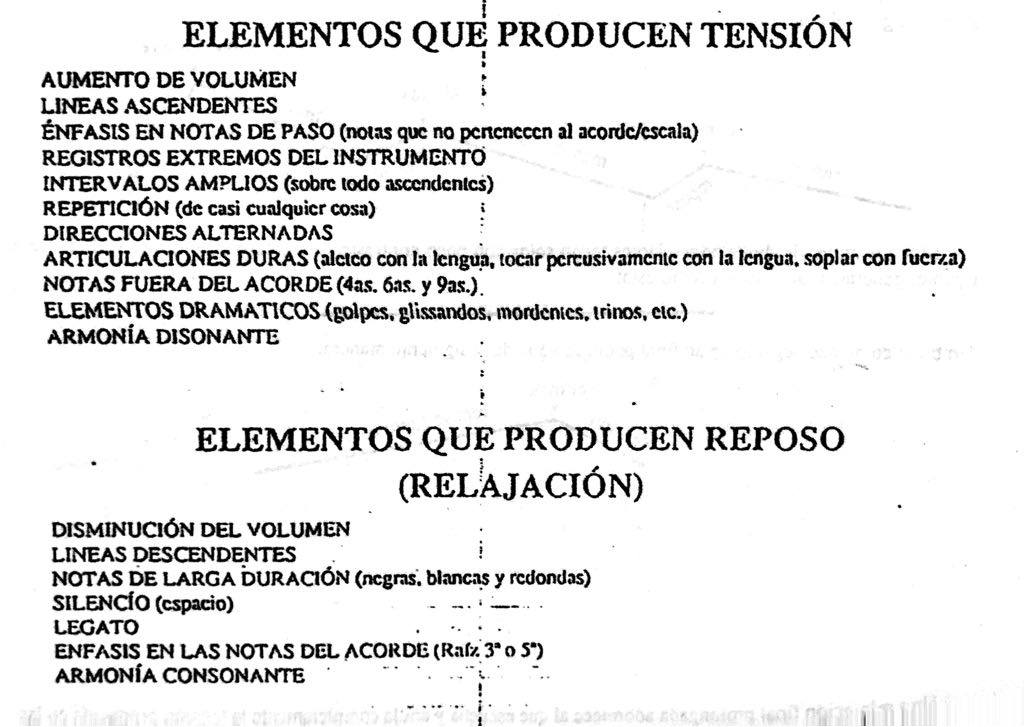 ELEMENTOS QUE PRODUCEN TENSIÓN
AUMENTO DE VOLUMEN
LINEAS ASCENDENTES
ÉNFASIS EN NOTAS DE PASO (notas que no pertenecen al acorde/escala)
REGISTROS EXTREMOS DEL INSTRUMENTO
INTERVALOS AMPLIOS (sobre todo ascendentes)
REPETICIÓN (de casi cualquier cosa)
DIRECCIONES ALTERNADAS
ARTICULACIONES DURAS (aleteo con la lengua, tocar percusivamente con la lengua, soplar con fuerza)
NOTAS FUERA DEL ACORDE (4as. 6as. y 9as.)
ELEMENTOS DRAMATICOS (golpes, glissandos, mordentes, trinos, etc.)
ARMONÍA DISONANTE
ELEMENTOS QUE PRODUCEN REPOSO
(RELAJACIÓN)
DISMINUCIÓN DEL VOLUMEN
LINEAS DESCENDENTES
NOTAS DE LARGA DURACIÓN (negras, blancas y redondas)
SILENCÍO (espacio)
LEGATO
ENFASIS EN LAS NOTAS DEL ACORDE (Raíz 3ª o 5ª)
ARMONÍA CONSONANTE